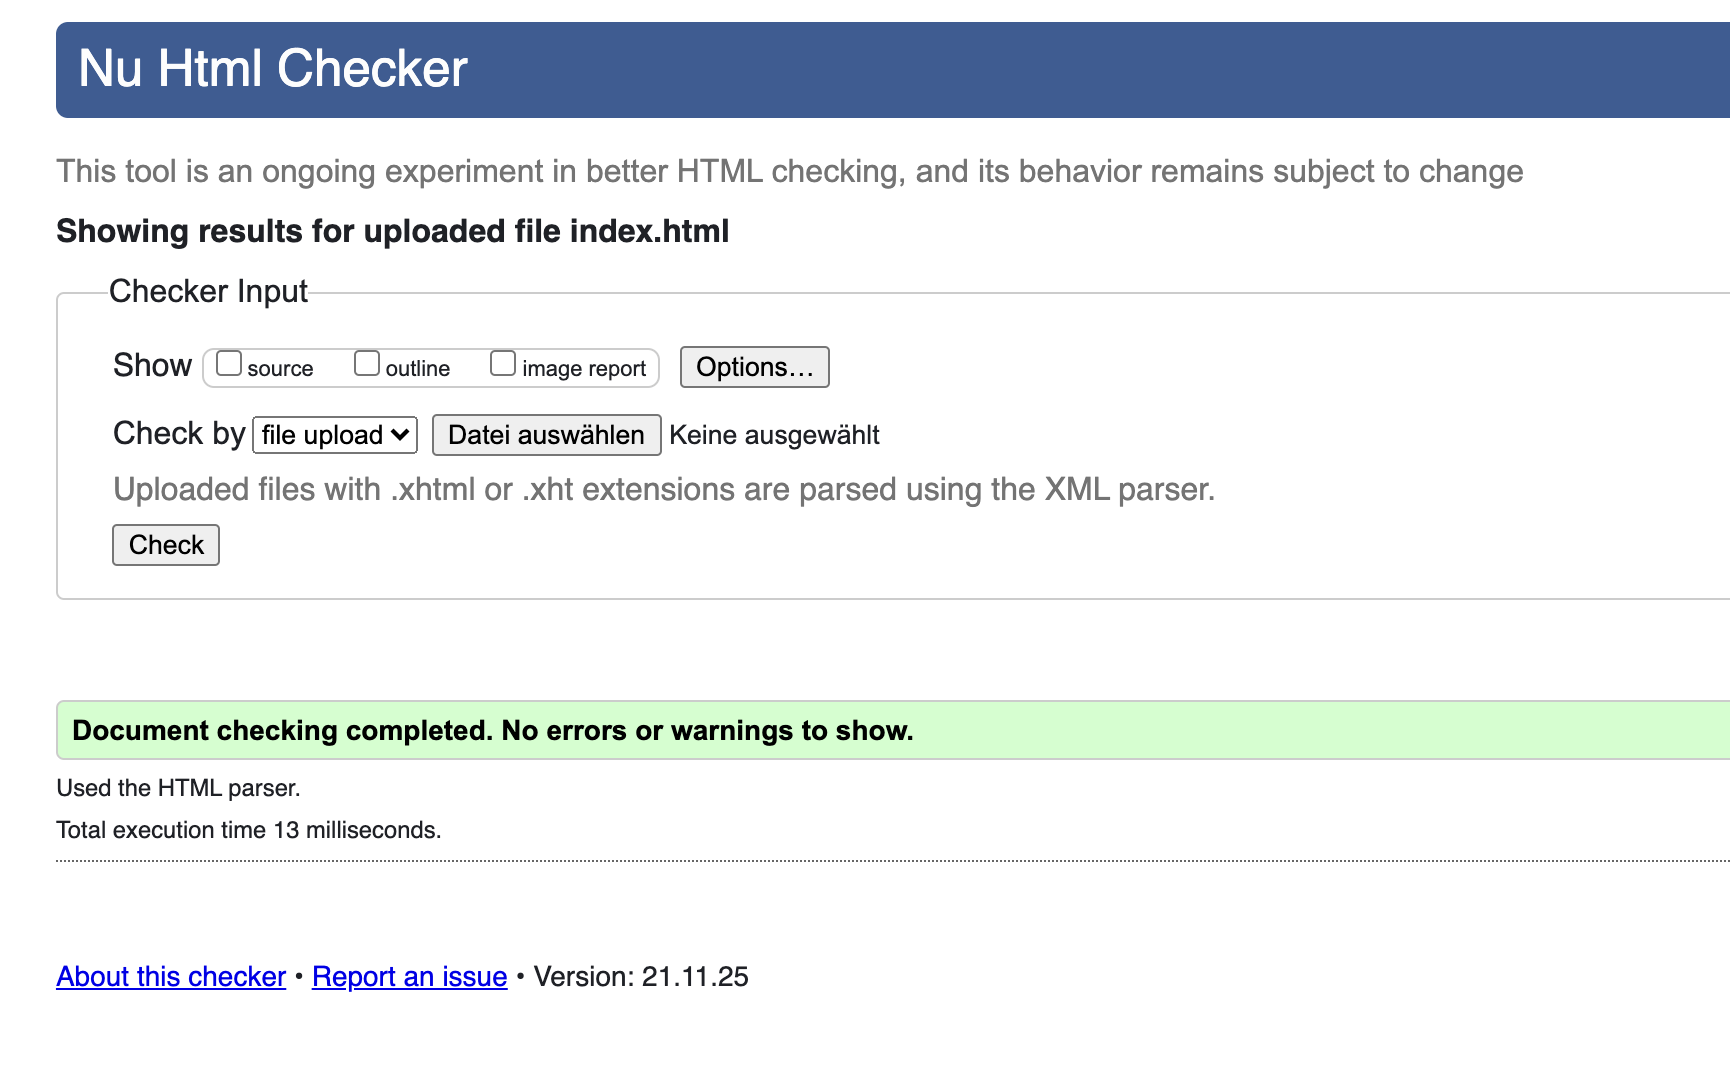 Nu Html Checker
This tool is an ongoing experiment in better HTML checking, and its behavior remains subject to change
Showing results for uploaded file index.html
Checker Input
Show source outline image report Options…
Check by file upload Datei auswählen Keine ausgewählt
Uploaded files with .xhtml or .xht extensions are parsed using the XML parser.
Check
Document checking completed. No errors or warnings to show.
Used the HTML parser.
Total execution time 13 milliseconds.
About this checker • Report an issue • Version: 21.11.25